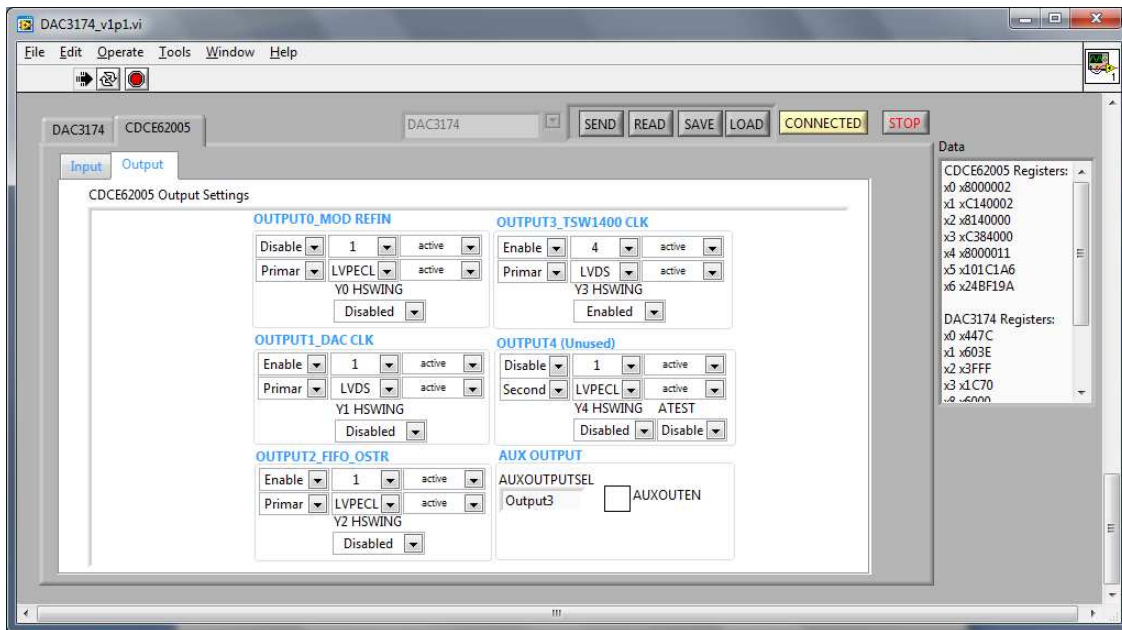 DAC3174_v1p1.vi
File Edit Operate Tools Window Help
1
DAC3174 CDCE62005 DAC3174 SEND READ SAVE LOAD CONNECTED STOP
Input Output
CDCE62005 Output Settings
OUTPUT0_MOD REFIN
Disable 1 active
Primar LVPECL active
Y0 HSWING
Disabled
OUTPUT1_DAC CLK
Enable 1 active
Primar LVDS active
Y1 HSWING
Disabled
OUTPUT2_FIFO_OSTR
Enable 1 active
Primar LVPECL active
Y2 HSWING
Disabled
OUTPUT3_TSW1400 CLK
Enable 4 active
Primar LVDS active
Y3 HSWING
Enabled
OUTPUT4 (Unused)
Disable 1 active
Second LVPECL active
Y4 HSWING ATEST
Disabled Disable
AUX OUTPUT
AUXOUTPUTSEL
Output3 AUXOUTEN
Data
CDCE62005 Registers:
x0 x8000002
x1 xC140002
x2 x8140000
x3 xC384000
x4 x8000011
x5 x101C1A6
x6 x24BF19A
DAC3174 Registers:
x0 x447C
x1 x603E
x2 x3FFF
x3 x1C70